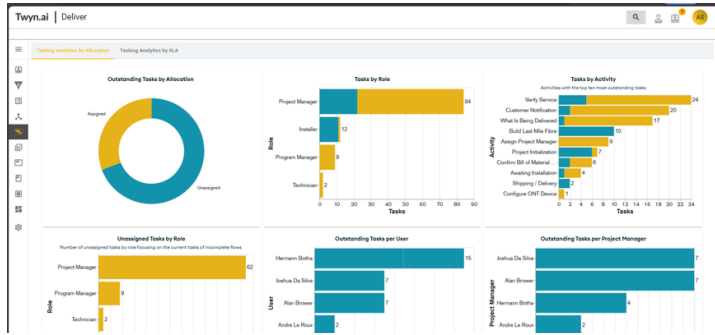 Twyn.ai | Deliver
AS
Tasking Analytics by Allocation
Tasking Analytics by SLA
Outstanding Tasks by Allocation
Assigned
Unassigned
Tasks by Role
Role
Project Manager
84
Installer
12
Program Manager
9
Technician
2
0 10 20 30 40 50 60 70 80 90
Tasks
Tasks by Activity
Activities with the top ten most outstanding tasks
Activity
Verify Service
24
Customer Notification
20
What Is Being Delivered
17
Build Last Mile Fibre
10
Assign Project Manager
9
Project Initialization
7
Confirm Bill of Material ...
6
Awaiting Installation
4
Shipping / Delivery
2
Configure ONT Device
1
0 2 4 6 8 10 12 14 16 18 20 22 24
Tasks
Unassigned Tasks by Role
Number of unassigned tasks by role focusing on the current tasks of incomplete flows
Role
Project Manager
62
Program Manager
9
Technician
2
Outstanding Tasks per User
User
Hermann Botha
15
Joshua Da Silva
7
Alan Brower
7
Andre Le Roux
2
Outstanding Tasks per Project Manager
Project Manager
Joshua Da Silva
7
Alan Brower
7
Hermann Botha
4
Andre Le Roux
2